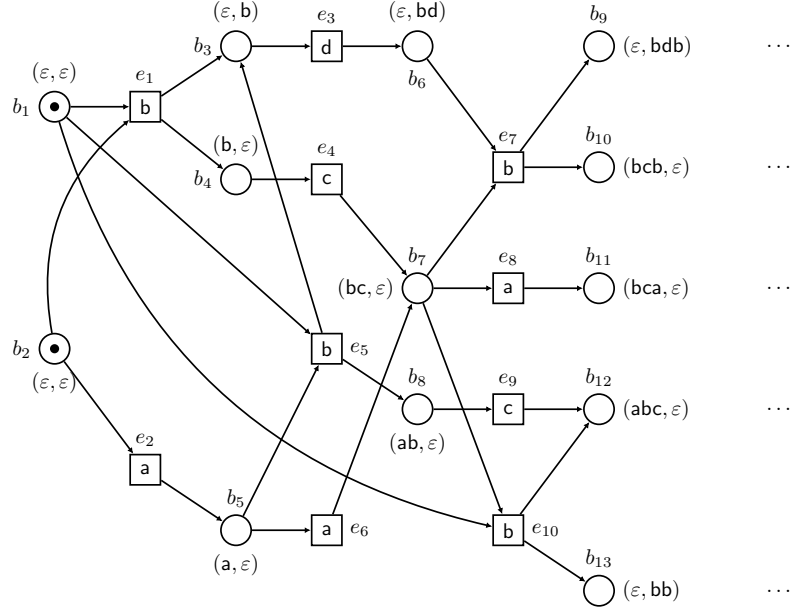 (ε, b) e3 (ε, bd) b9
b3 d b6 (ε, bdb) ···
(ε, ε) e1
b1 b
(b, ε) e4 e7 b10
b4 c b (bcb, ε) ···
b7 e8 b11
(bc, ε) a (bca, ε) ···
b2 b e5 b8 e9 b12
(ε, ε) c (abc, ε) ···
(ab, ε)
e2
a b5
a e6 b e10
(a, ε) b13
(ε, bb) ···